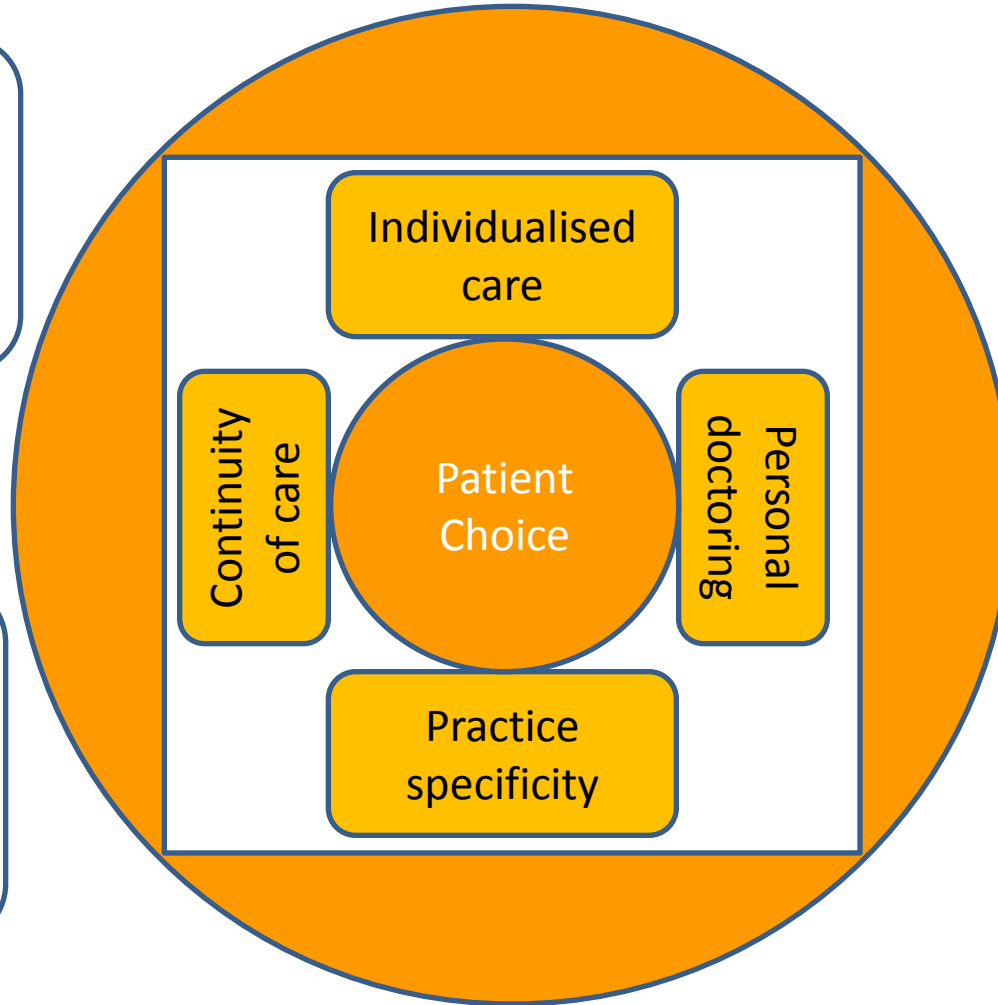 Individualised
care
Continuity
of care
Patient
Choice
Personal
doctoring
Practice
specificity